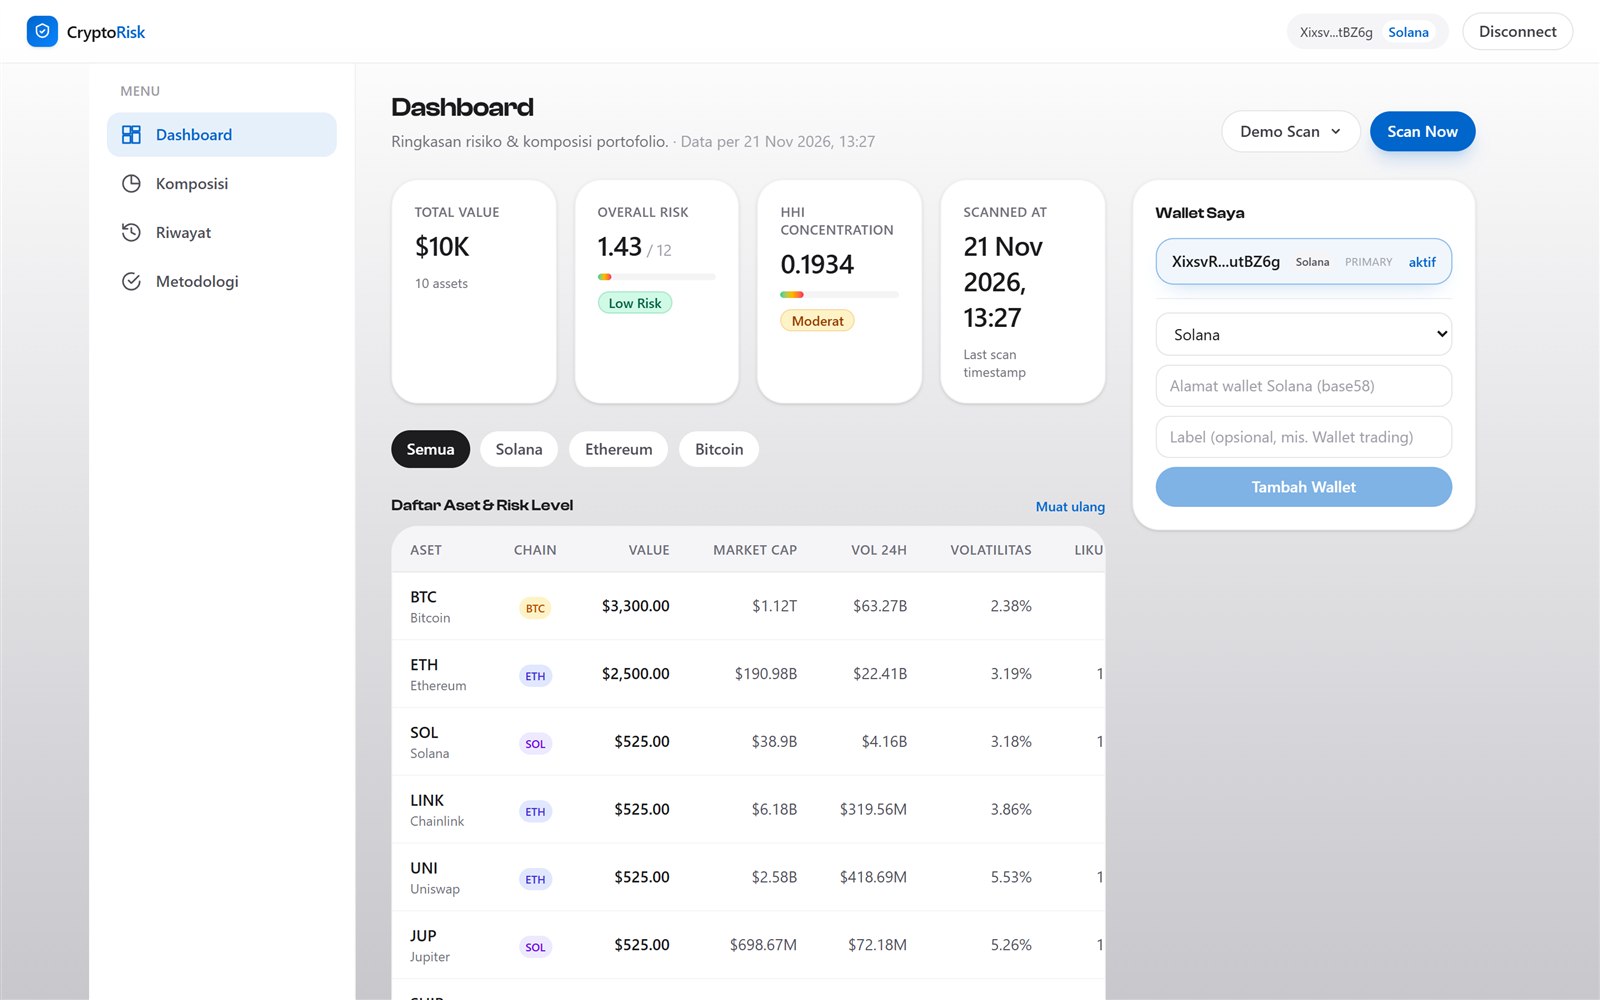 CryptoRisk
Xixsv...tBZ6g Solana
Disconnect
MENU
Dashboard
Komposisi
Riwayat
Metodologi
Dashboard
Ringkasan risiko & komposisi portofolio. · Data per 21 Nov 2026, 13:27
Demo Scan
Scan Now
TOTAL VALUE
$10K
10 assets
OVERALL RISK
1.43 / 12
Low Risk
HHI
CONCENTRATION
0.1934
Moderat
SCANNED AT
21 Nov
2026,
13:27
Last scan
timestamp
Wallet Saya
XixsvR...utBZ6g Solana PRIMARY aktif
Solana
Alamat wallet Solana (base58)
Label (opsional, mis. Wallet trading)
Tambah Wallet
Semua Solana Ethereum Bitcoin
Daftar Aset & Risk Level
Muat ulang
ASET CHAIN VALUE MARKET CAP VOL 24H VOLATILITAS LIKU
BTC
Bitcoin
BTC $3,300.00 $1.12T $63.27B 2.38%
ETH
Ethereum
ETH $2,500.00 $190.98B $22.41B 3.19% 1
SOL
Solana
SOL $525.00 $38.9B $4.16B 3.18% 1
LINK
Chainlink
ETH $525.00 $6.18B $319.56M 3.86%
UNI
Uniswap
ETH $525.00 $2.58B $418.69M 5.53% 1
JUP
Jupiter
SOL $525.00 $698.67M $72.18M 5.26% 1